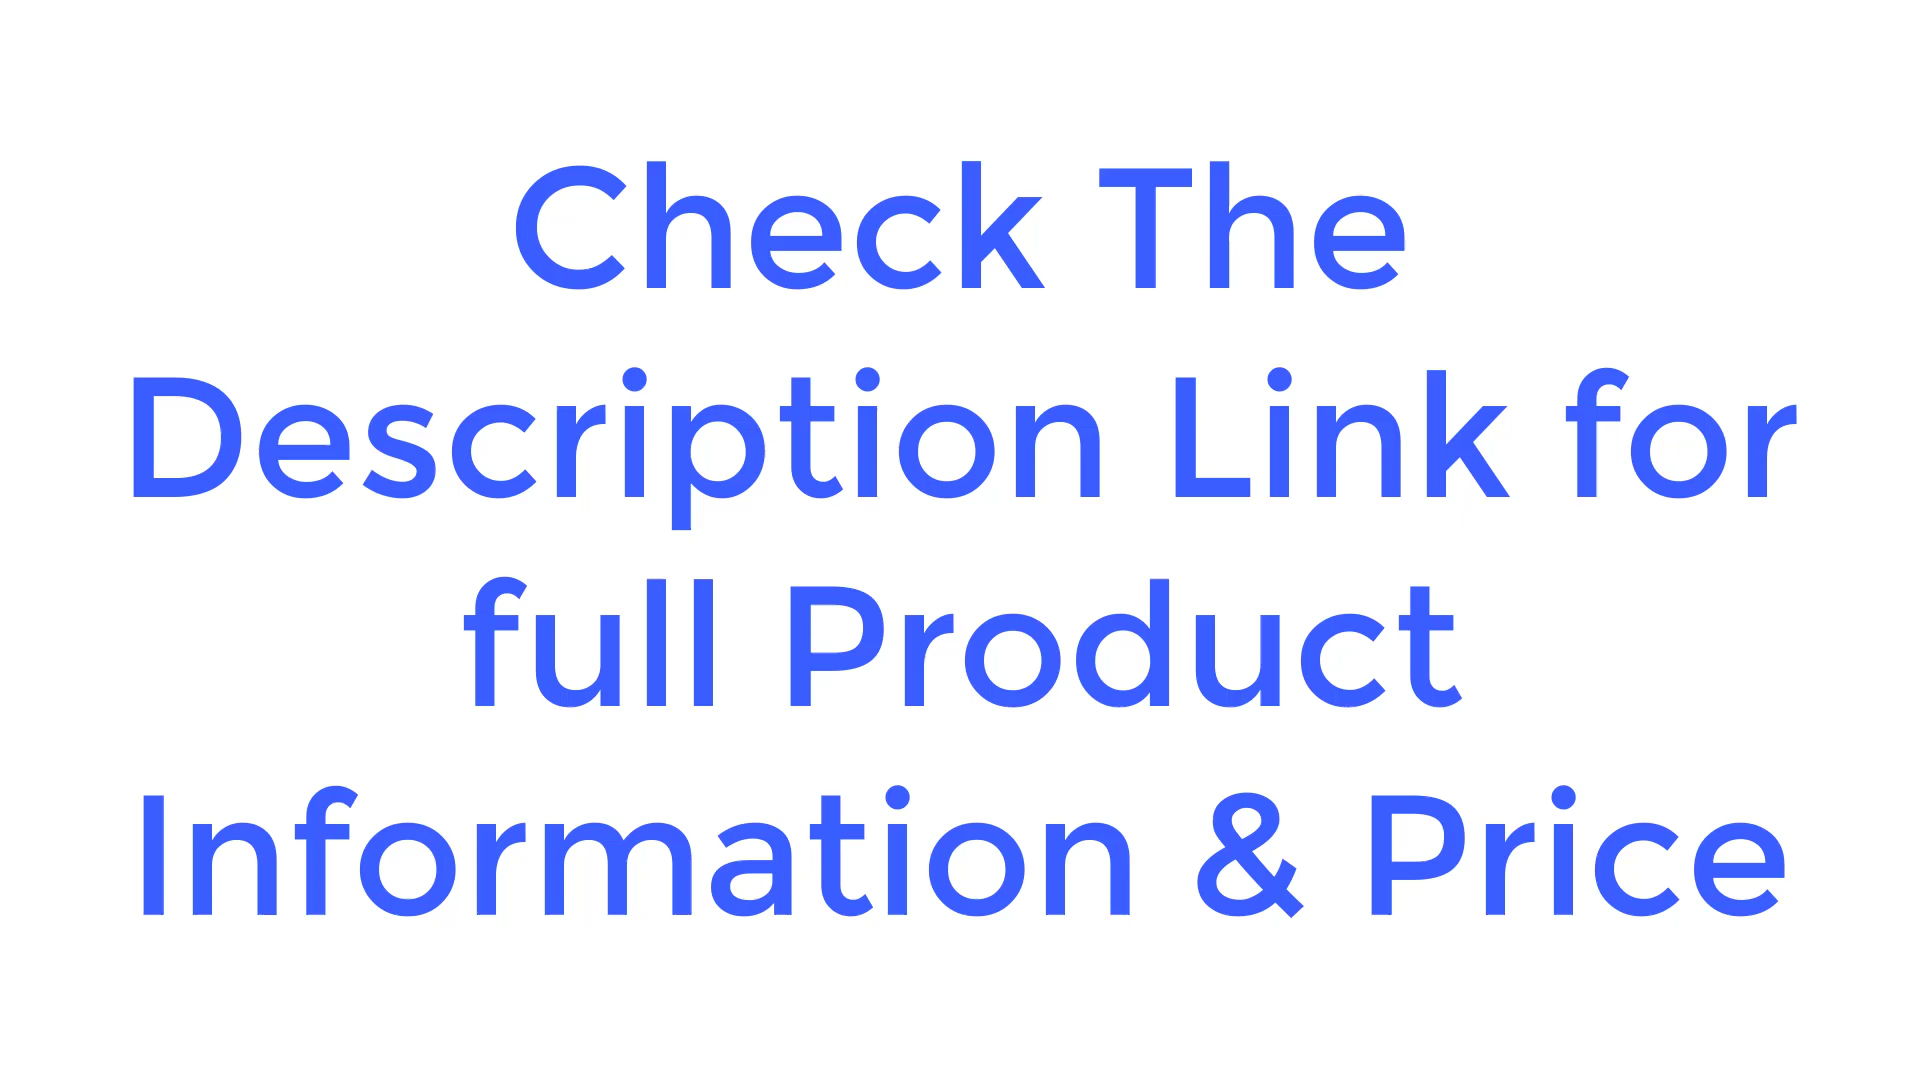 Check The
Description Link for
full Product
Information & Price